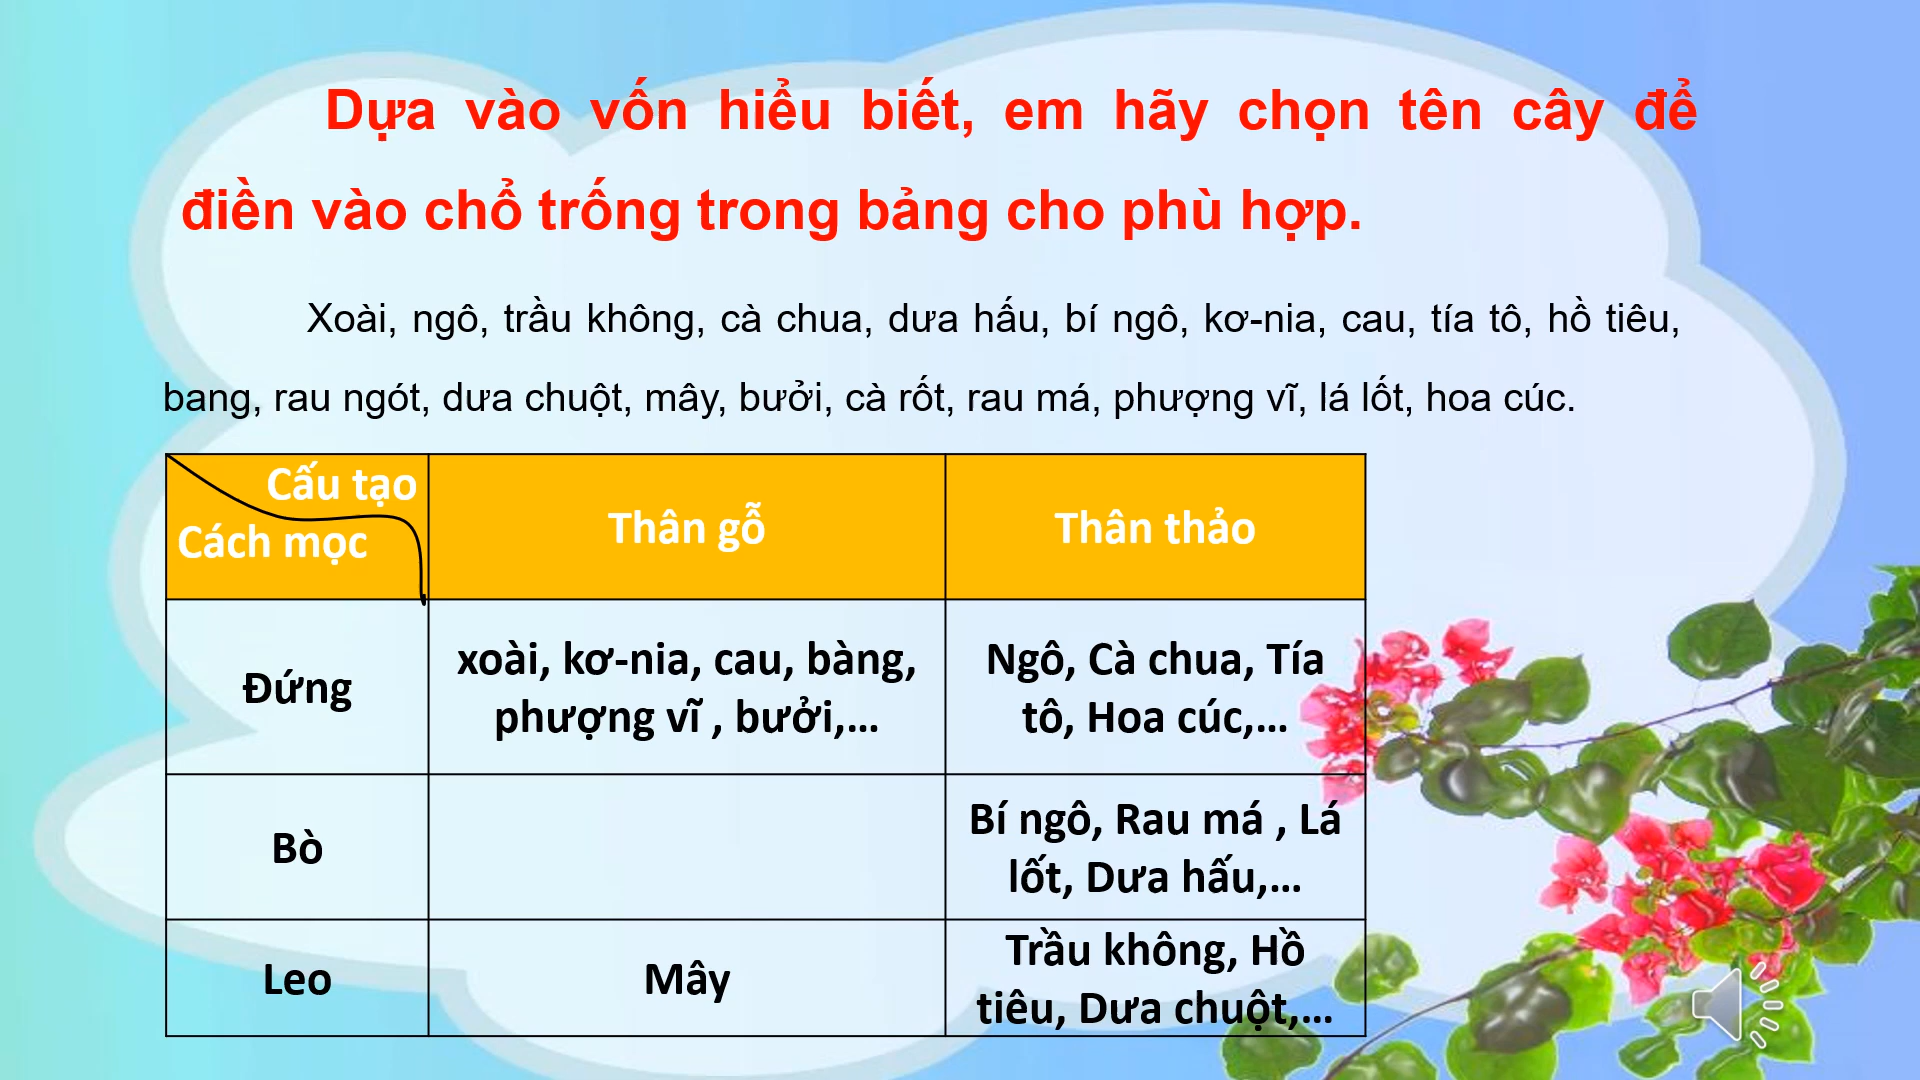 Dựa vào vốn hiểu biết, em hãy chọn tên cây để
điền vào chổ trống trong bảng cho phù hợp.
Xoài, ngô, trầu không, cà chua, dưa hấu, bí ngô, kơ-nia, cau, tía tô, hồ tiêu,
bang, rau ngót, dưa chuột, mây, bưởi, cà rốt, rau má, phượng vĩ, lá lốt, hoa cúc.
Cấu tạo
Cách mọc
Thân gỗ
Thân thảo
Đứng
xoài, kơ-nia, cau, bàng,
phượng vĩ , bưởi,...
Ngô, Cà chua, Tía
tô, Hoa cúc,...
Bò
Bí ngô, Rau má , Lá
lốt, Dưa hấu,...
Leo
Mây
Trầu không, Hồ
tiêu, Dưa chuột,...